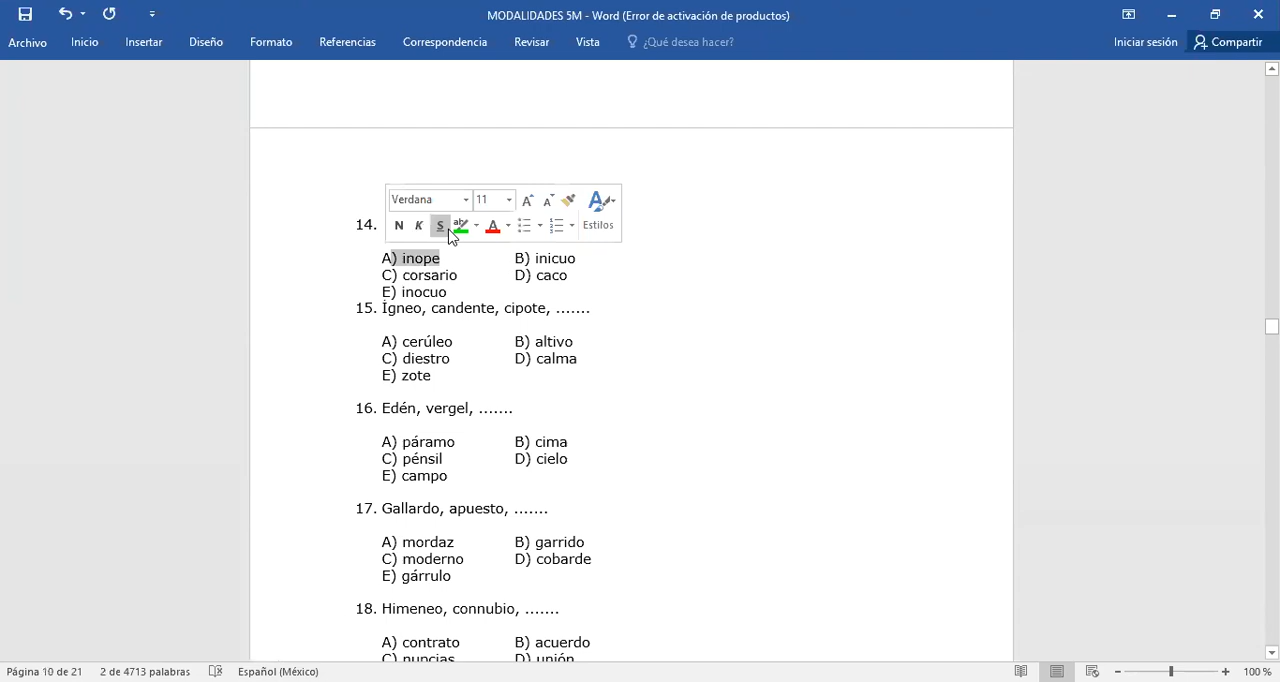 MODALIDADES 5M - Word (Error de activación de productos)
Archivo Inicio Insertar Diseño Formato Referencias Correspondencia Revisar Vista ¿Qué desea hacer? Iniciar sesión Compartir
Verdana 11
14. N K S Estilos
A) inope B) inicuo
C) corsario D) caco
E) inocuo
15. Ígneo, candente, cipote, .......
A) cerúleo B) altivo
C) diestro D) calma
E) zote
16. Edén, vergel, .......
A) páramo B) cima
C) pénsil D) cielo
E) campo
17. Gallardo, apuesto, .......
A) mordaz B) garrido
C) moderno D) cobarde
E) gárrulo
18. Himeneo, connubio, .......
A) contrato B) acuerdo
C) nupcias D) unión
Página 10 de 21 2 de 4713 palabras Español (México) 100 %